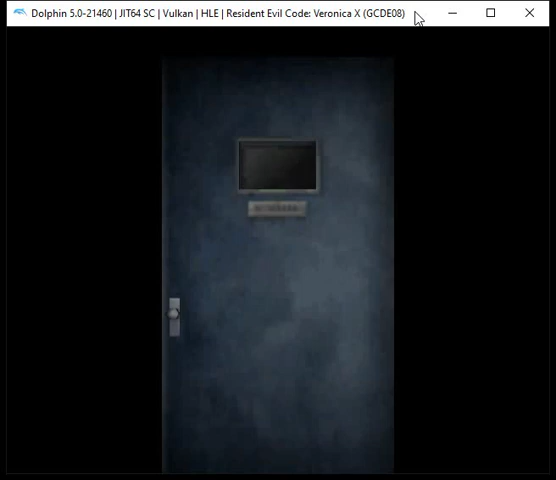 Dolphin 5.0-21460 | JIT64 SC | Vulkan | HLE | Resident Evil Code: Veronica X (GCDE08)